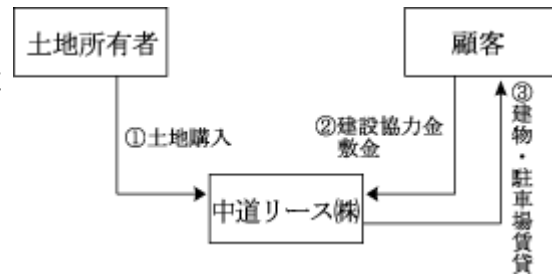 土地所有者
顧客
①土地購入
②建設協力金
敷金
③建物・駐車場賃貸
中道リース㈱